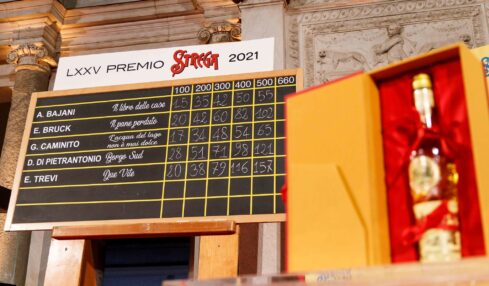 LXXV PREMIO Strega 2021
100 200 300 400 500 660
A. BAJANI Il libro delle case 15 35 42 50 55
E. BRUCK Il pane perduto 20 42 60 82 102
G. CAMINITO L'acqua del lago 17 34 48 54 65
non è mai dolce
D. DI PIETRANTONIO Borgo Sud 28 51 71 98 121
E. TREVI Due Vite 20 38 79 116 157